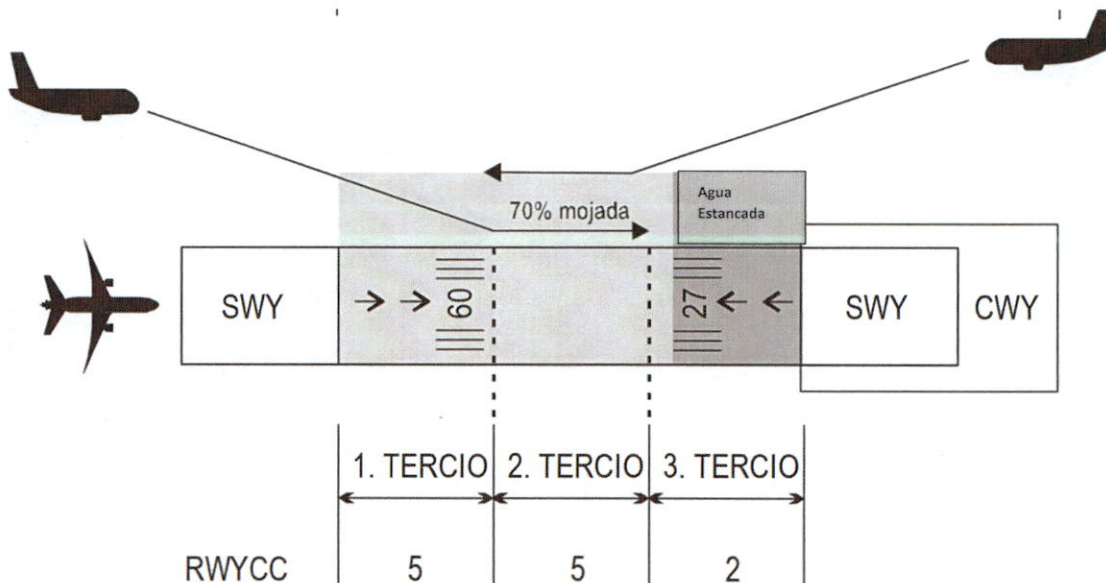 70% mojada
Agua
Estancada
SWY
09
27
SWY
CWY
1. TERCIO
2. TERCIO
3. TERCIO
RWYCC
5
5
2